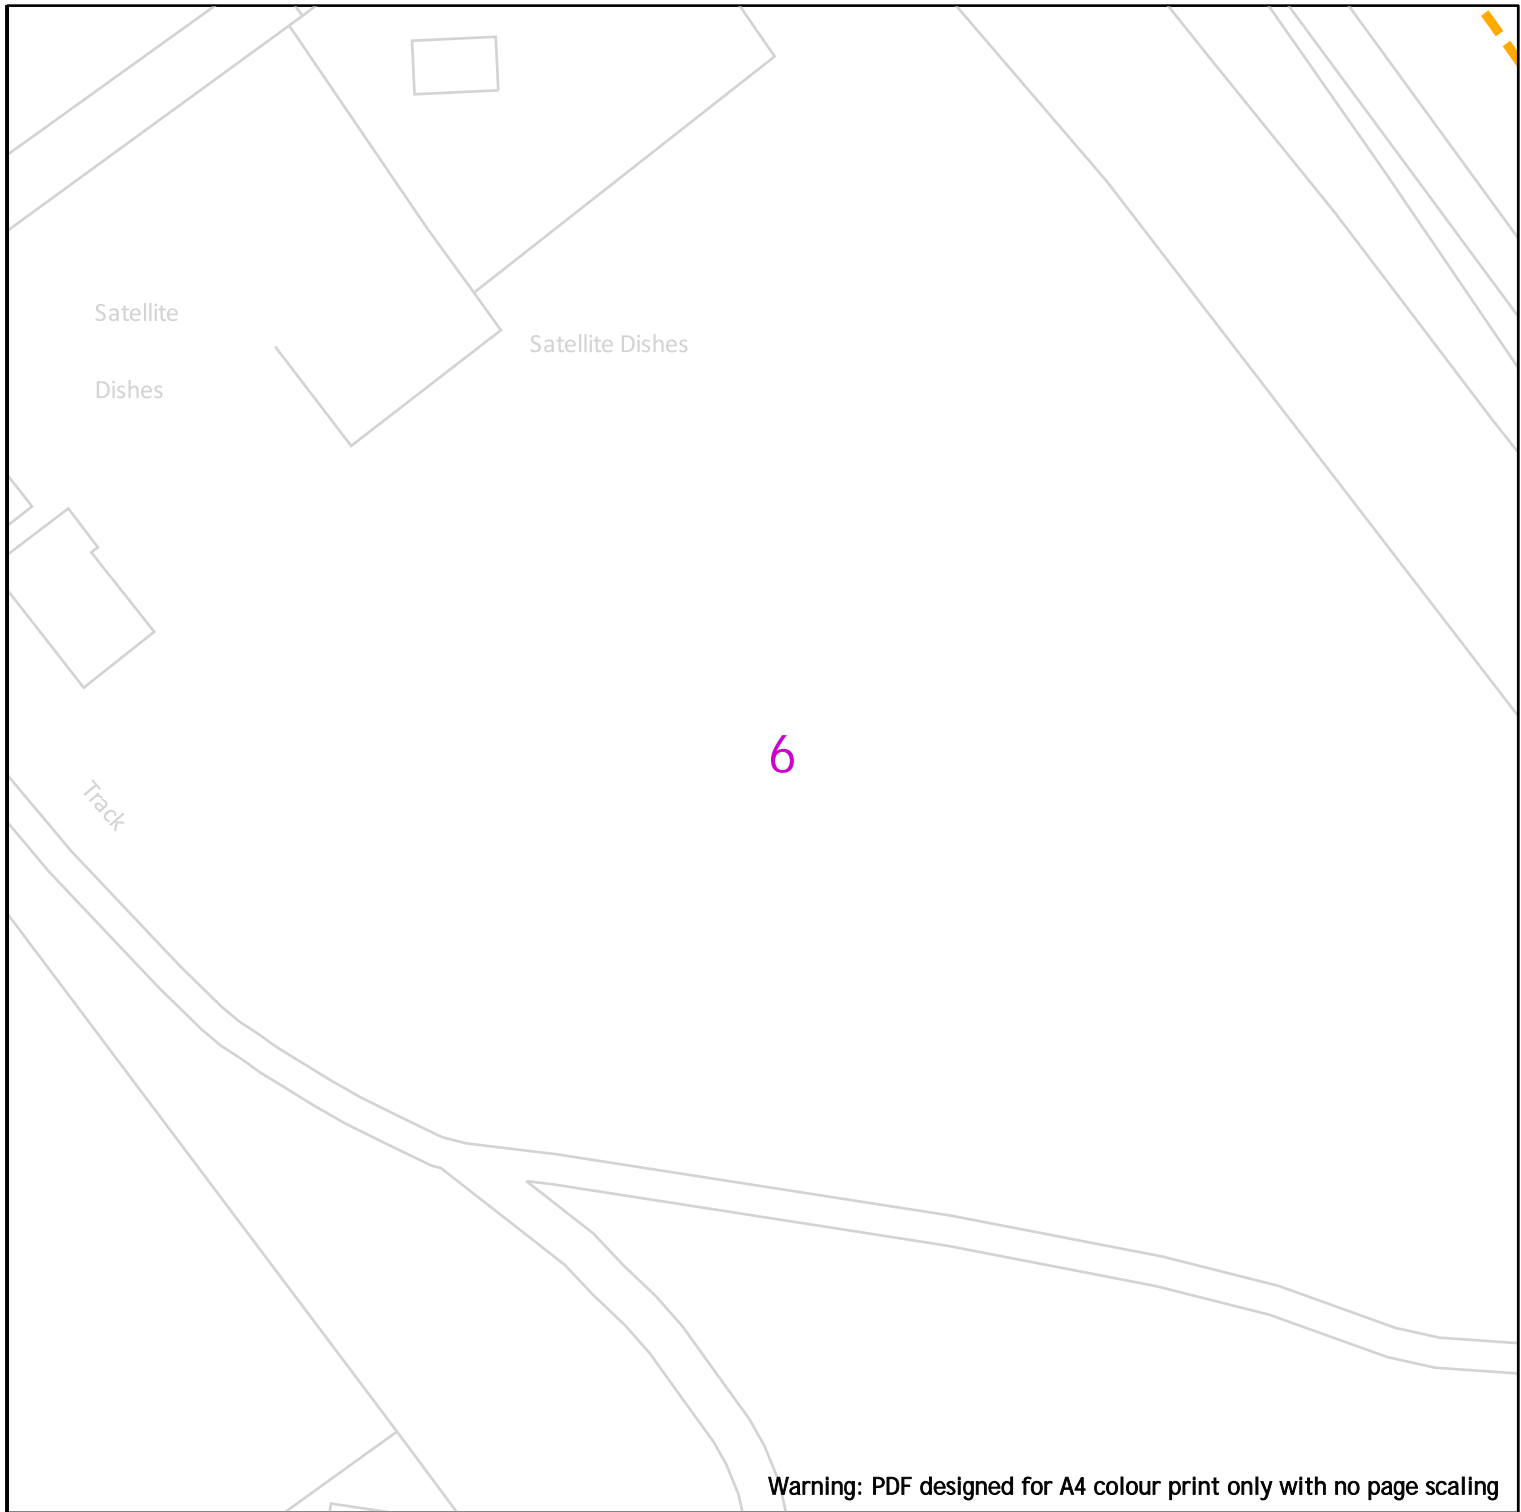 Satellite
Satellite Dishes
Dishes
6
Track
Warning: PDF designed for A4 colour print only with no page scaling